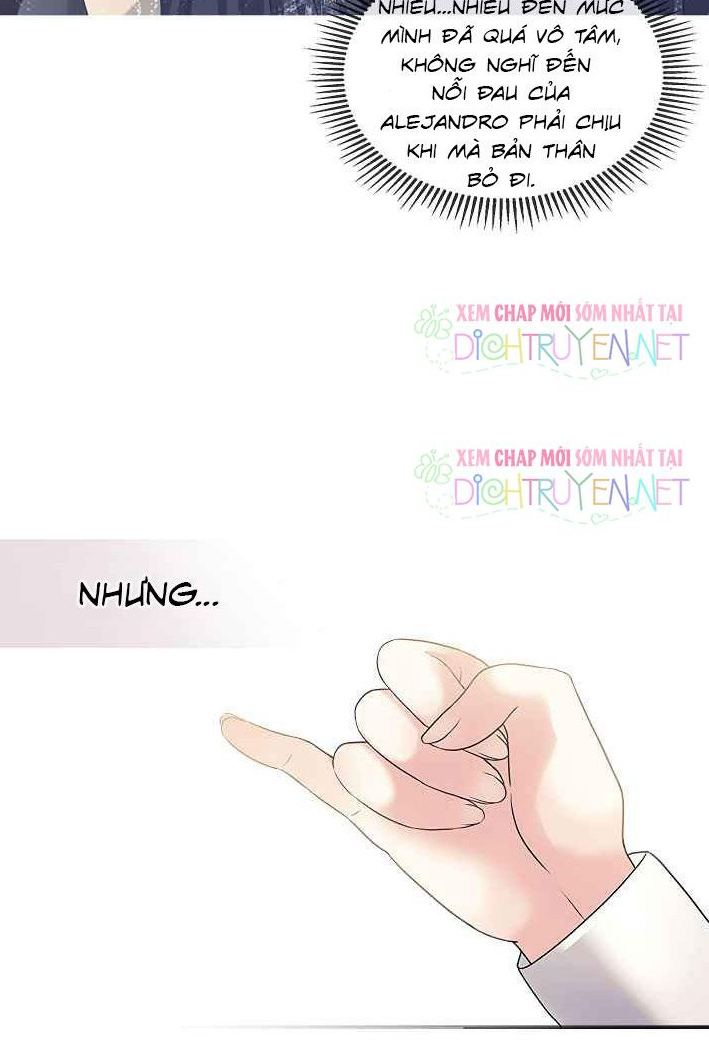 NHIỀU...NHIỀU ĐẾN MỨC
MÌNH ĐÃ QUÁ VÔ TÂM,
KHÔNG NGHĨ ĐẾN
NỖI ĐAU CỦA
ALEJANDRO PHẢI CHỊU
KHI MÀ BẢN THÂN
BỎ ĐI.
XEM CHAP MỚI SỚM NHẤT TẠI
DICHTRUYEN.NET
XEM CHAP MỚI SỚM NHẤT TẠI
DICHTRUYEN.NET
NHƯNG...